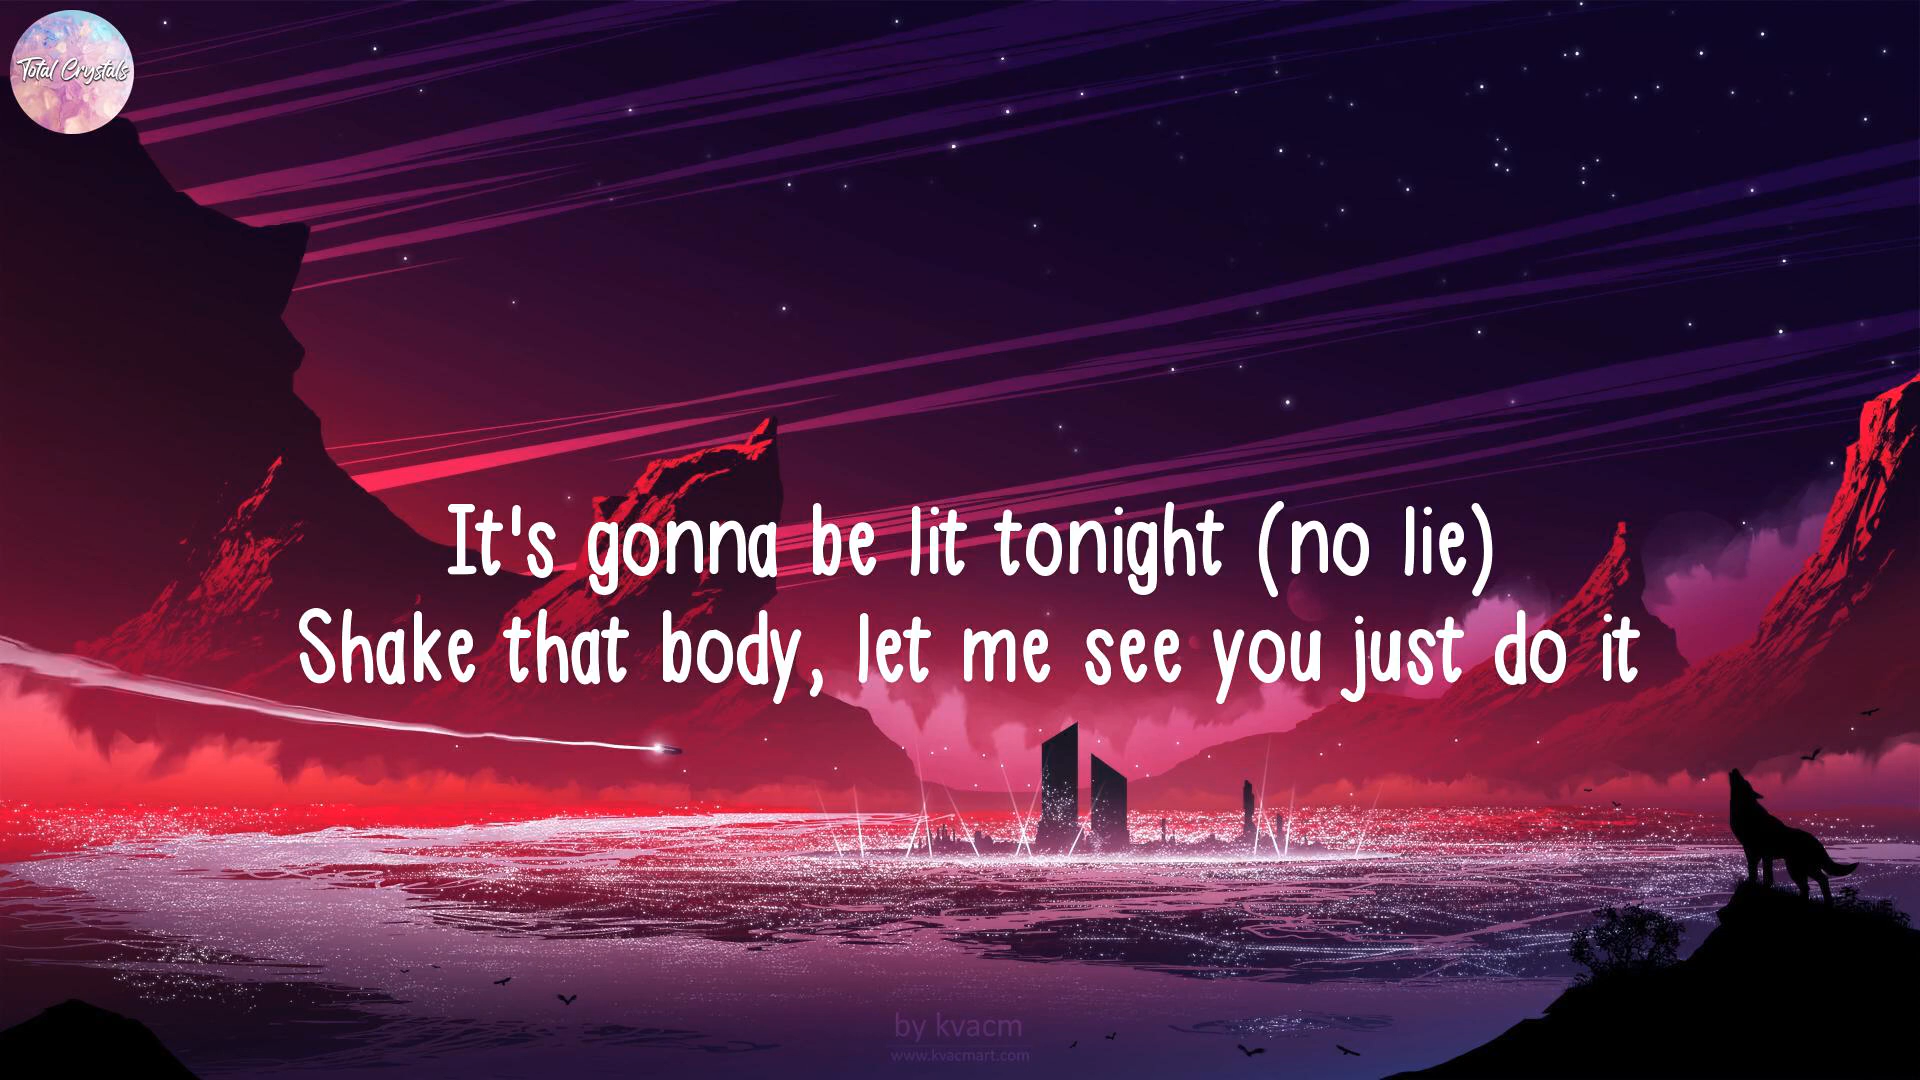 Total Crystals
It's gonna be lit tonight (no lie)
Shake that body, let me see you just do it
by kvacm
www.kvacmart.com